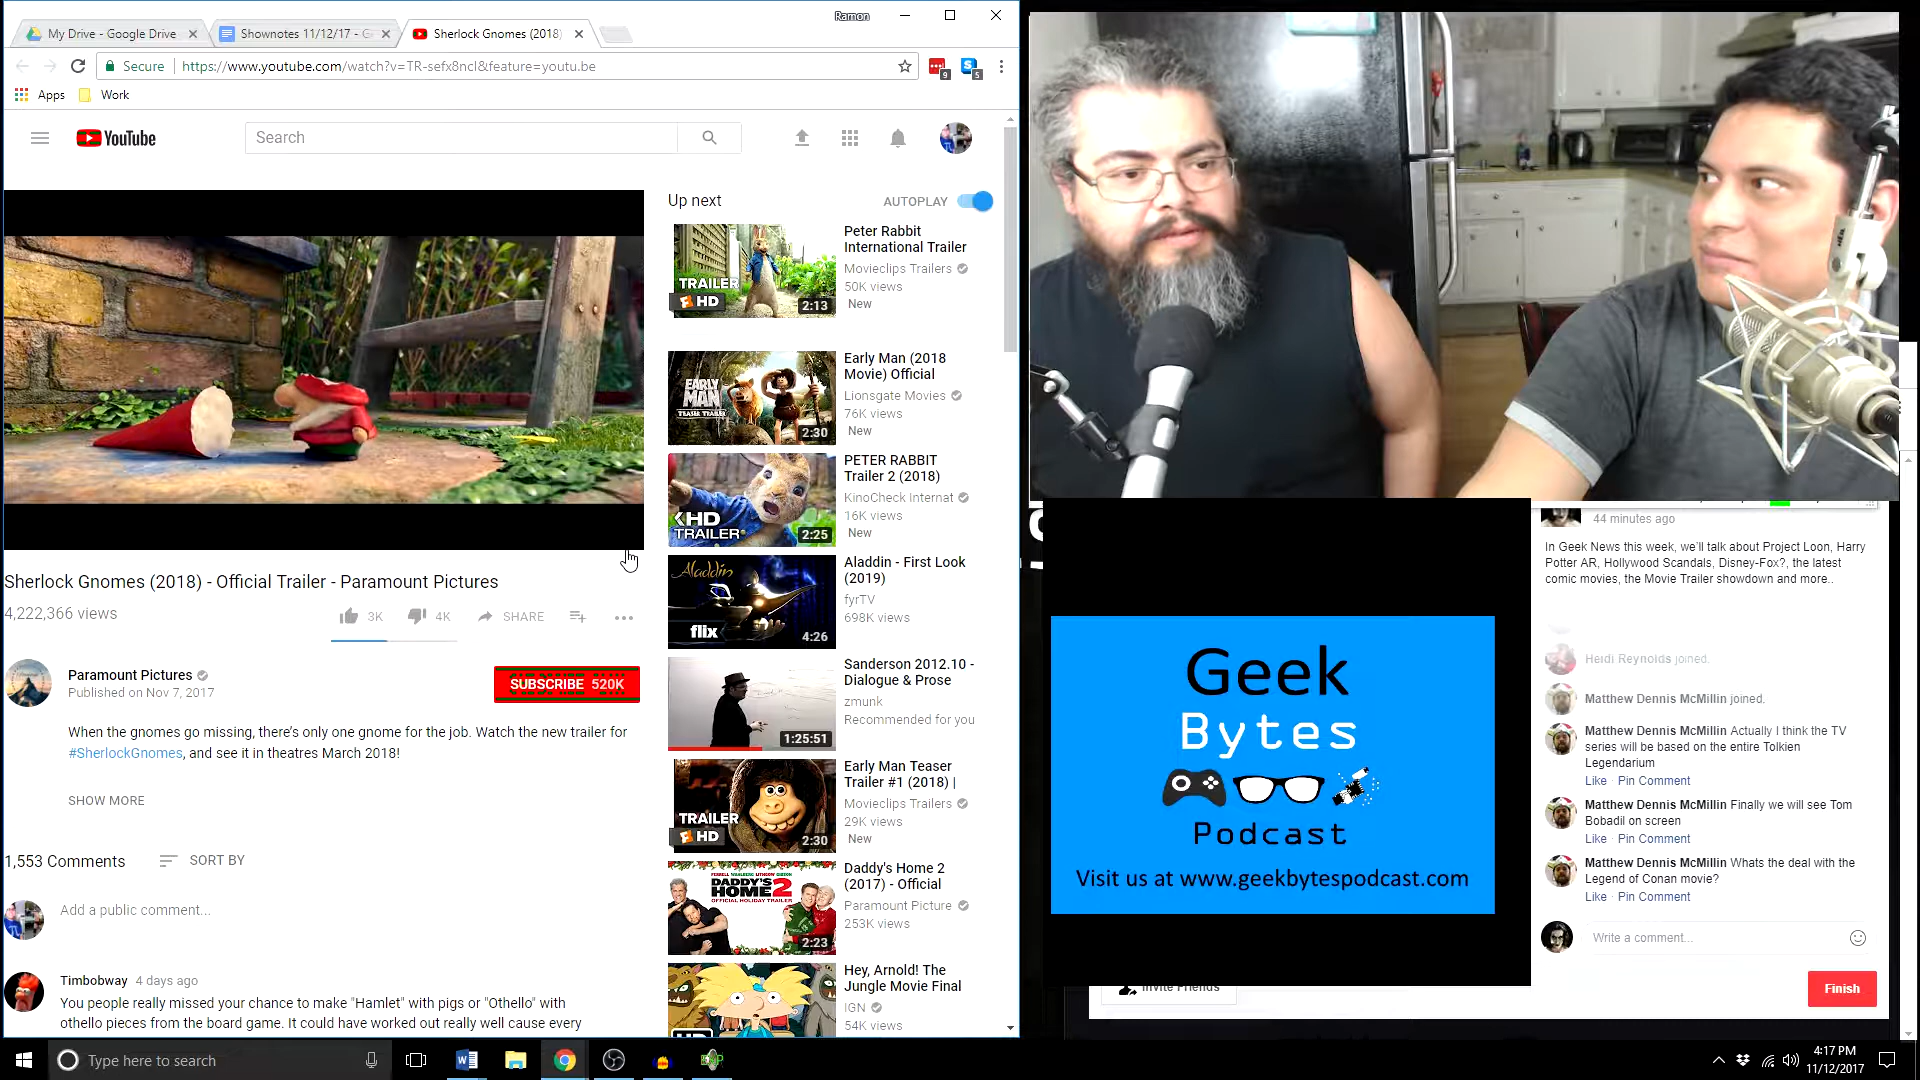 Ramon
My Drive - Google Drive
Shownotes 11/12/17 - G
Sherlock Gnomes (2018)
Secure
https://www.youtube.com/watch?v=TR-sefx8ncI&feature=youtu.be
9
5
Apps
Work
YouTube
Search
Up next
AUTOPLAY
TRAILER
HD
2:13
Peter Rabbit
International Trailer
Movieclips Trailers
50K views
New
EARLY
MAN
TEASER TRAILER
2:30
Early Man (2018
Movie) Official
Lionsgate Movies
76K views
New
HD
TRAILER
2:25
PETER RABBIT
Trailer 2 (2018)
KinoCheck Internat
16K views
New
Aladdin
flix
4:26
Aladdin - First Look
(2019)
fyrTV
698K views
1:25:51
Sanderson 2012.10 -
Dialogue & Prose
zmunk
Recommended for you
TRAILER
HD
2:30
Early Man Teaser
Trailer #1 (2018) |
Movieclips Trailers
29K views
New
DADDY'S
HOME 2
OFFICIAL HOLIDAY TRAILER
2:23
Daddy's Home 2
(2017) - Official
Paramount Picture
253K views
HD
Hey, Arnold! The
Jungle Movie Final
IGN
54K views
Sherlock Gnomes (2018) - Official Trailer - Paramount Pictures
4,222,366 views
3K
4K
SHARE
Paramount Pictures
Published on Nov 7, 2017
SUBSCRIBE 520K
When the gnomes go missing, there's only one gnome for the job. Watch the new trailer for
#SherlockGnomes, and see it in theatres March 2018!
SHOW MORE
1,553 Comments
SORT BY
Add a public comment...
Timbobway 4 days ago
You people really missed your chance to make "Hamlet" with pigs or "Othello" with
othello pieces from the board game. It could have worked out really well cause every
Geek
Bytes
Podcast
Visit us at www.geekbytespodcast.com
Invite Friends
44 minutes ago
In Geek News this week, we'll talk about Project Loon, Harry
Potter AR, Hollywood Scandals, Disney-Fox?, the latest
comic movies, the Movie Trailer showdown and more..
Heidi Reynolds joined.
Matthew Dennis McMillin joined.
Matthew Dennis McMillin Actually I think the TV
series will be based on the entire Tolkien
Legendarium
Like · Pin Comment
Matthew Dennis McMillin Finally we will see Tom
Bobadil on screen
Like · Pin Comment
Matthew Dennis McMillin Whats the deal with the
Legend of Conan movie?
Like · Pin Comment
Write a comment...
Finish
Type here to search
4:17 PM
11/12/2017